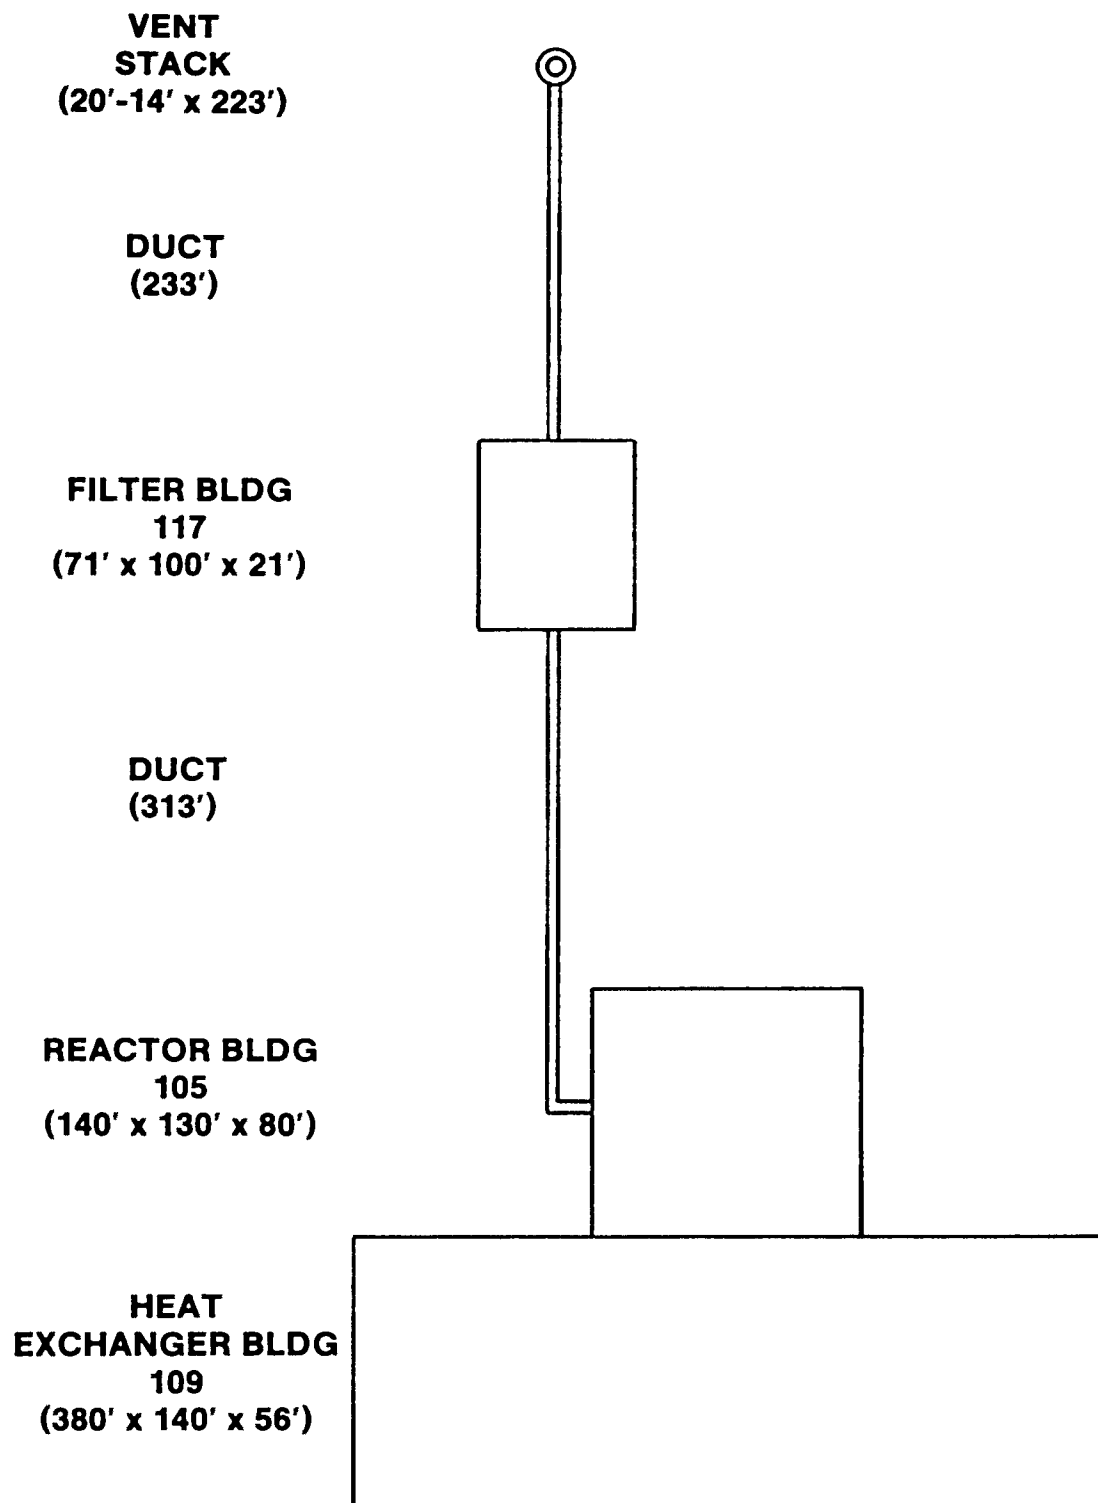 VENT
STACK
(20'-14' x 223')
DUCT
(233')
FILTER BLDG
117
(71' x 100' x 21')
DUCT
(313')
REACTOR BLDG
105
(140' x 130' x 80')
HEAT
EXCHANGER BLDG
109
(380' x 140' x 56')